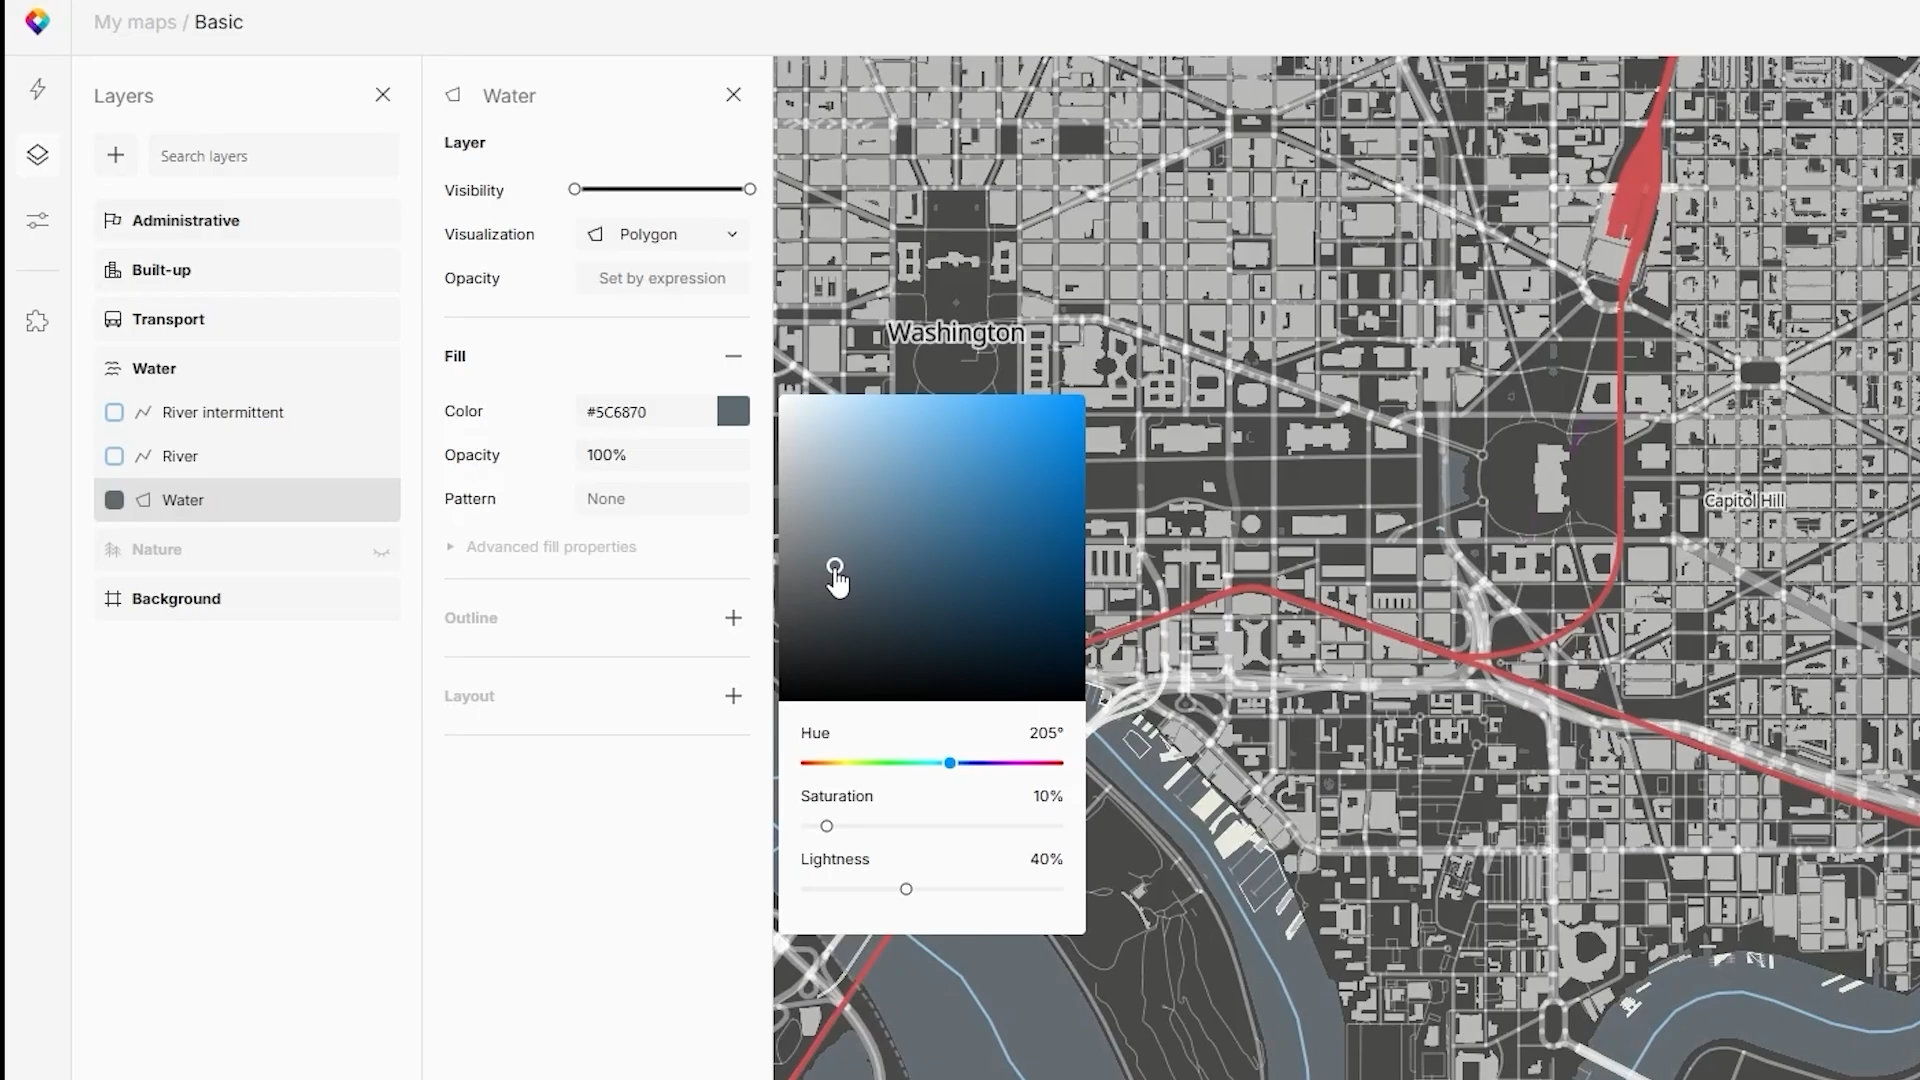 My maps / Basic
Layers
Search layers
Administrative
Built-up
Transport
Water
River intermittent
River
Water
Nature
Background
Water
Layer
Visibility
Visualization Polygon
Opacity Set by expression
Fill
Color #5C6870
Opacity 100%
Pattern None
Advanced fill properties
Outline
Layout
Hue 205°
Saturation 10%
Lightness 40%
Washington
Capitol Hill